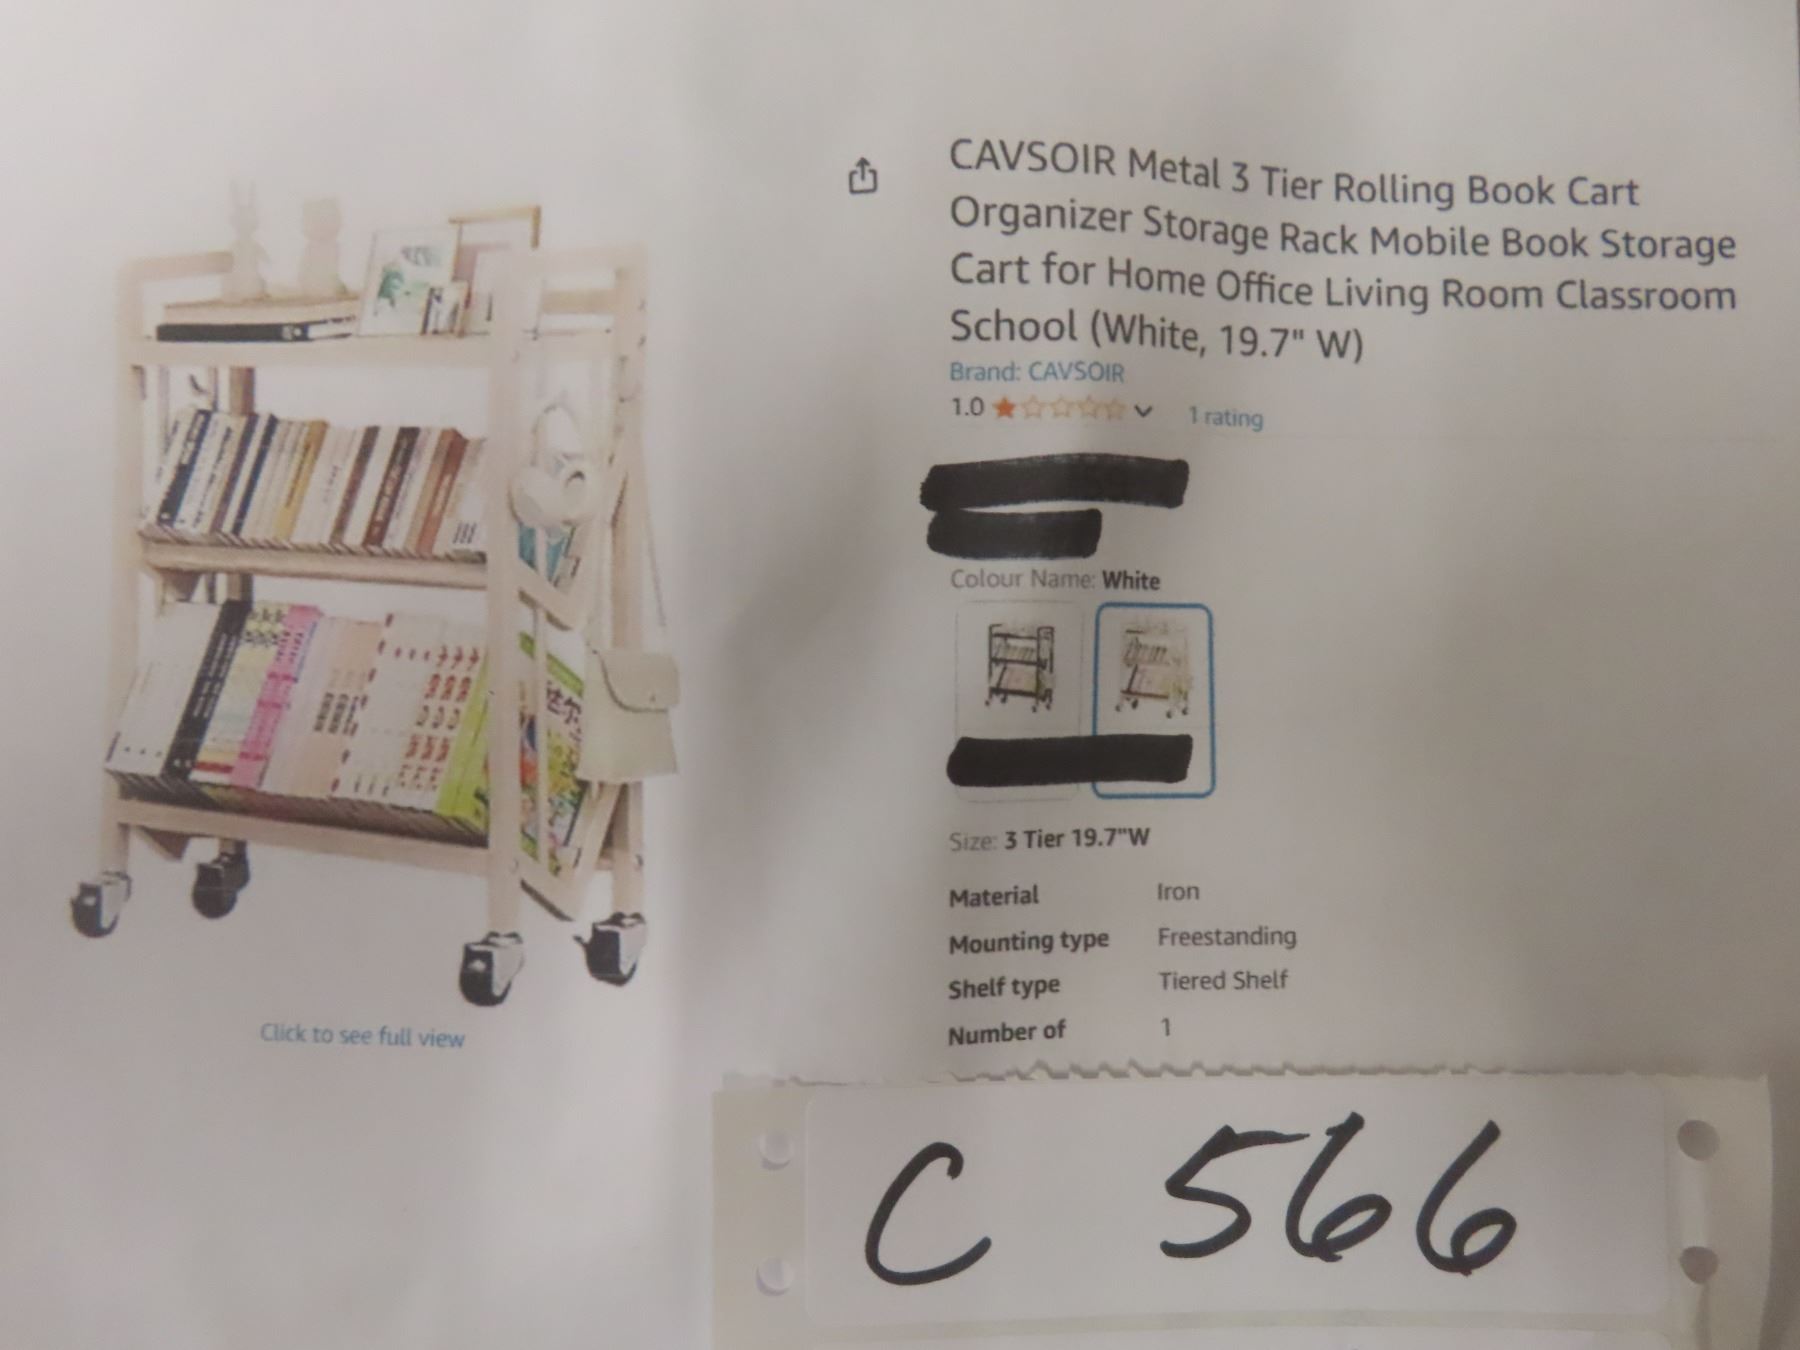 CAVSOIR Metal 3 Tier Rolling Book Cart
Organizer Storage Rack Mobile Book Storage
Cart for Home Office Living Room Classroom
School (White, 19.7" W)
Brand: CAVSOIR
1.0 1 rating
Colour Name: White
Size: 3 Tier 19.7"W
Material Iron
Mounting type Freestanding
Shelf type Tiered Shelf
Number of 1
Click to see full view
C 566